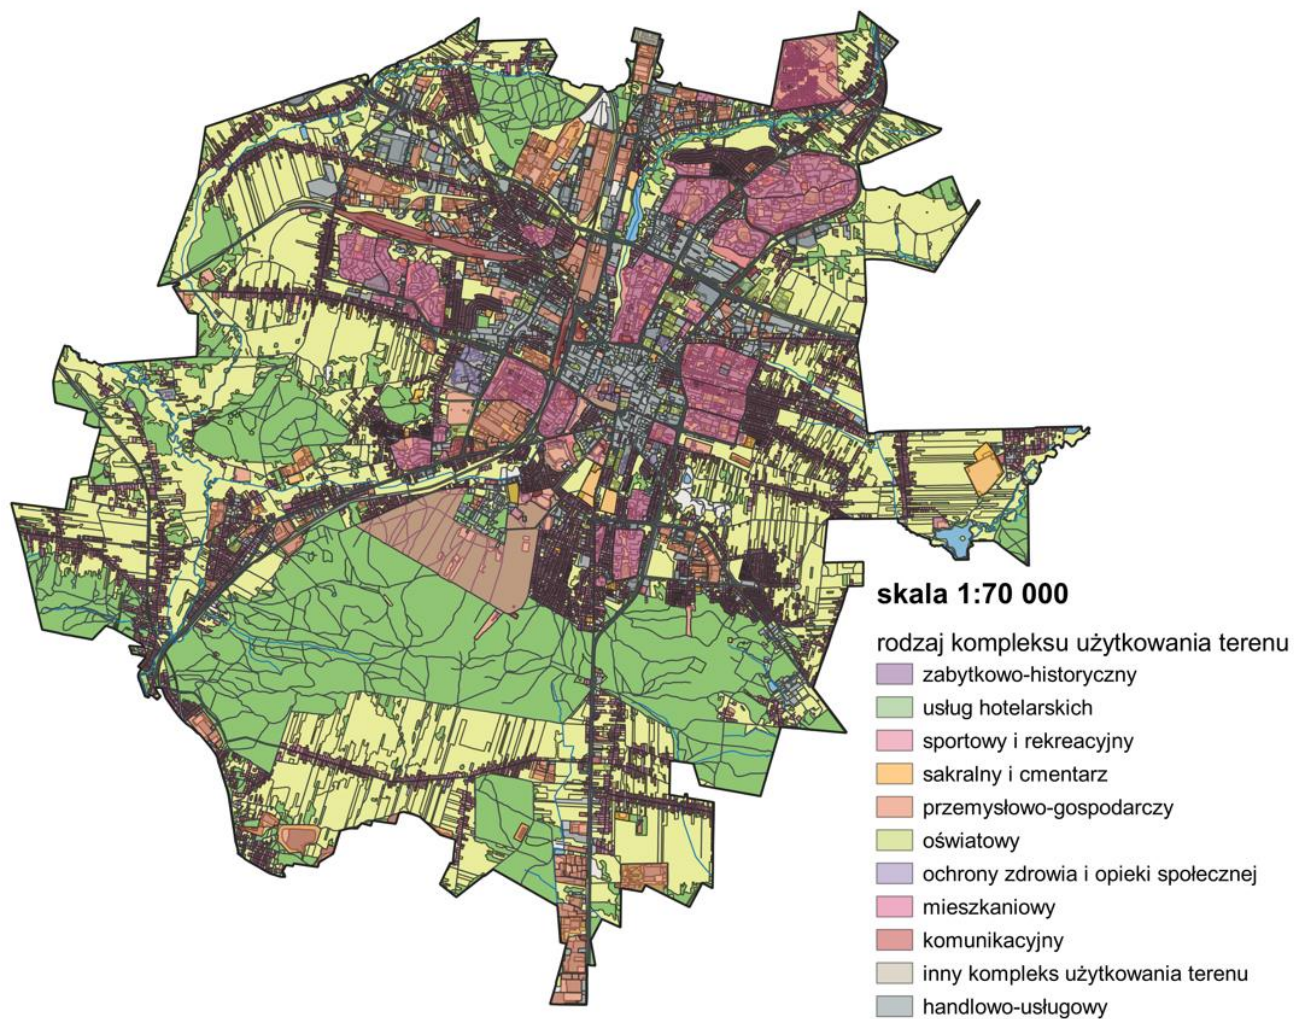 skala 1:70 000
rodzaj kompleksu użytkowania terenu
zabytkowo-historyczny
usług hotelarskich
sportowy i rekreacyjny
sakralny i cmentarz
przemysłowo-gospodarczy
oświatowy
ochrony zdrowia i opieki społecznej
mieszkaniowy
komunikacyjny
inny kompleks użytkowania terenu
handlowo-usługowy